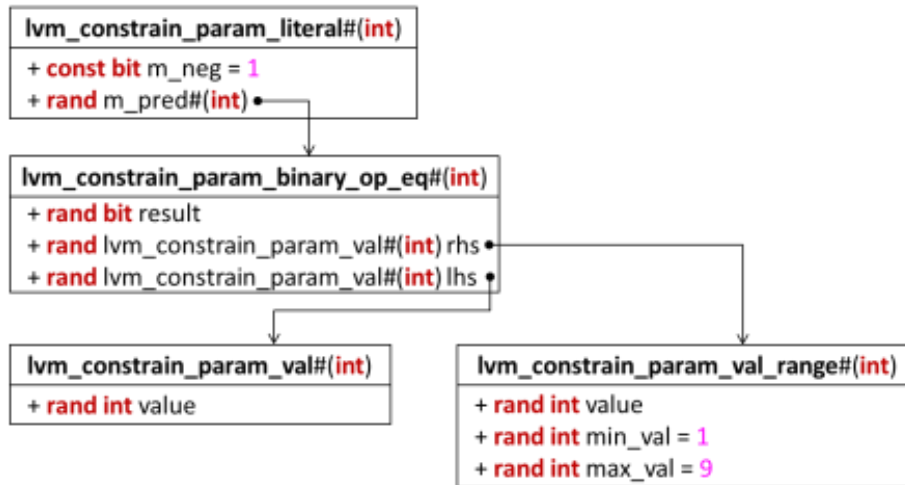 lvm_constrain_param_literal#(int)
+ const bit m_neg = 1
+ rand m_pred#(int)
lvm_constrain_param_binary_op_eq#(int)
+ rand bit result
+ rand lvm_constrain_param_val#(int) rhs
+ rand lvm_constrain_param_val#(int) lhs
lvm_constrain_param_val#(int)
+ rand int value
lvm_constrain_param_val_range#(int)
+ rand int value
+ rand int min_val = 1
+ rand int max_val = 9